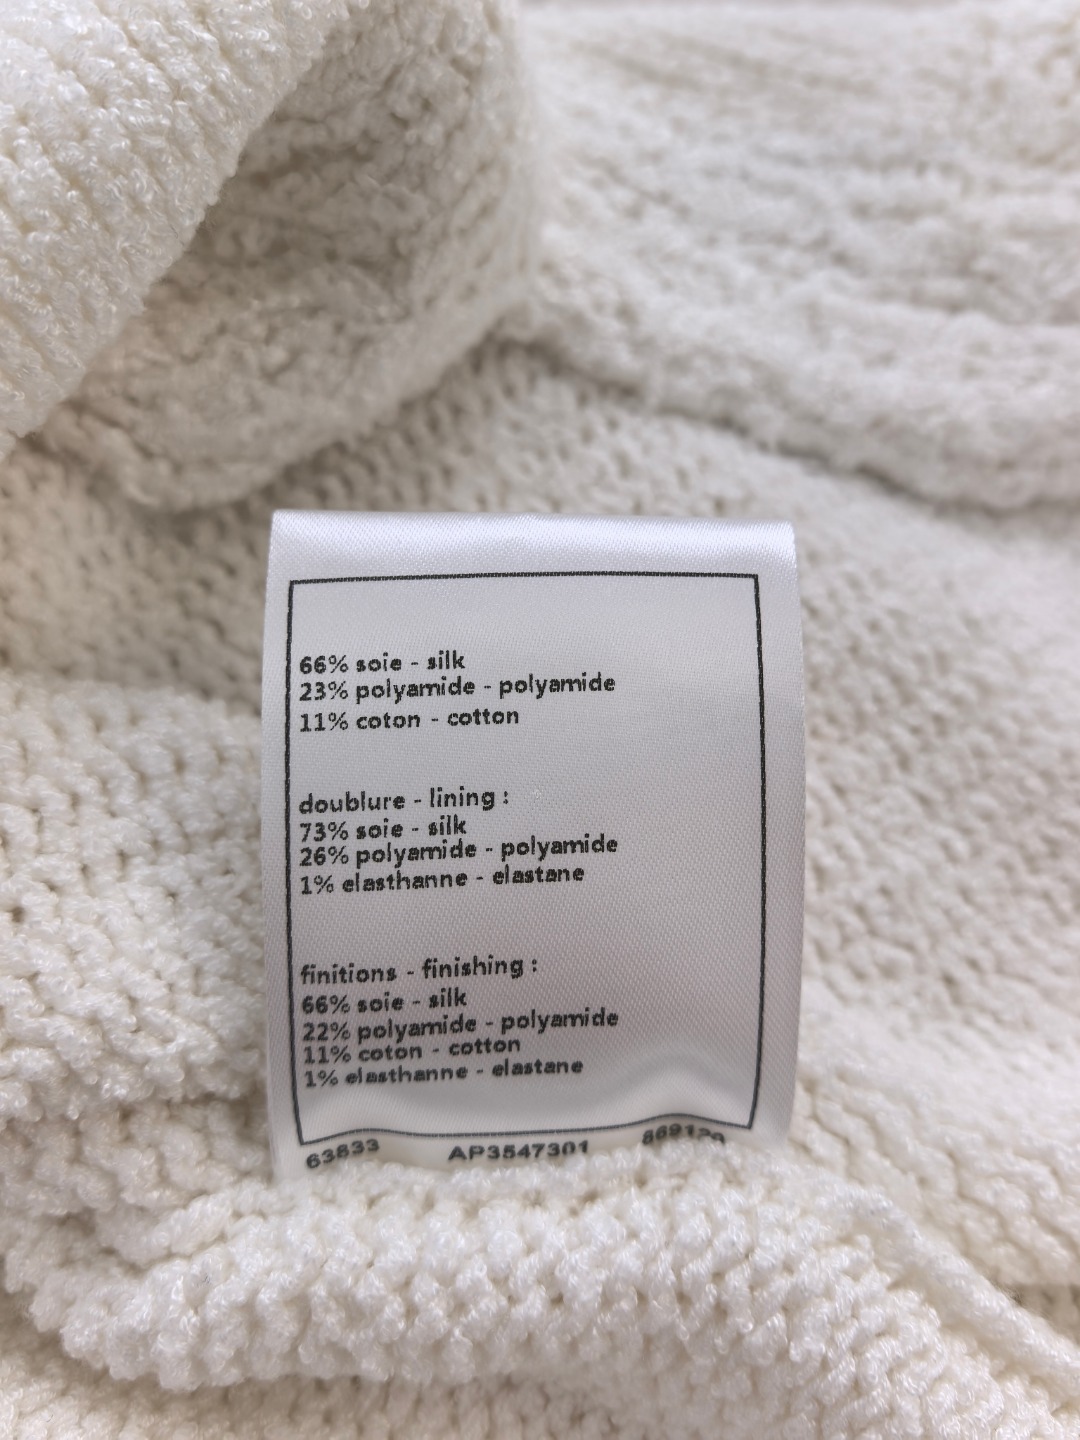 66% soie - silk
23% polyamide - polyamide
11% coton - cotton
doublure - lining :
73% soie - silk
26% polyamide - polyamide
1% elasthanne - elastane
finitions - finishing :
66% soie - silk
22% polyamide - polyamide
11% coton - cotton
1% elasthanne - elastane
63633 AP3547301